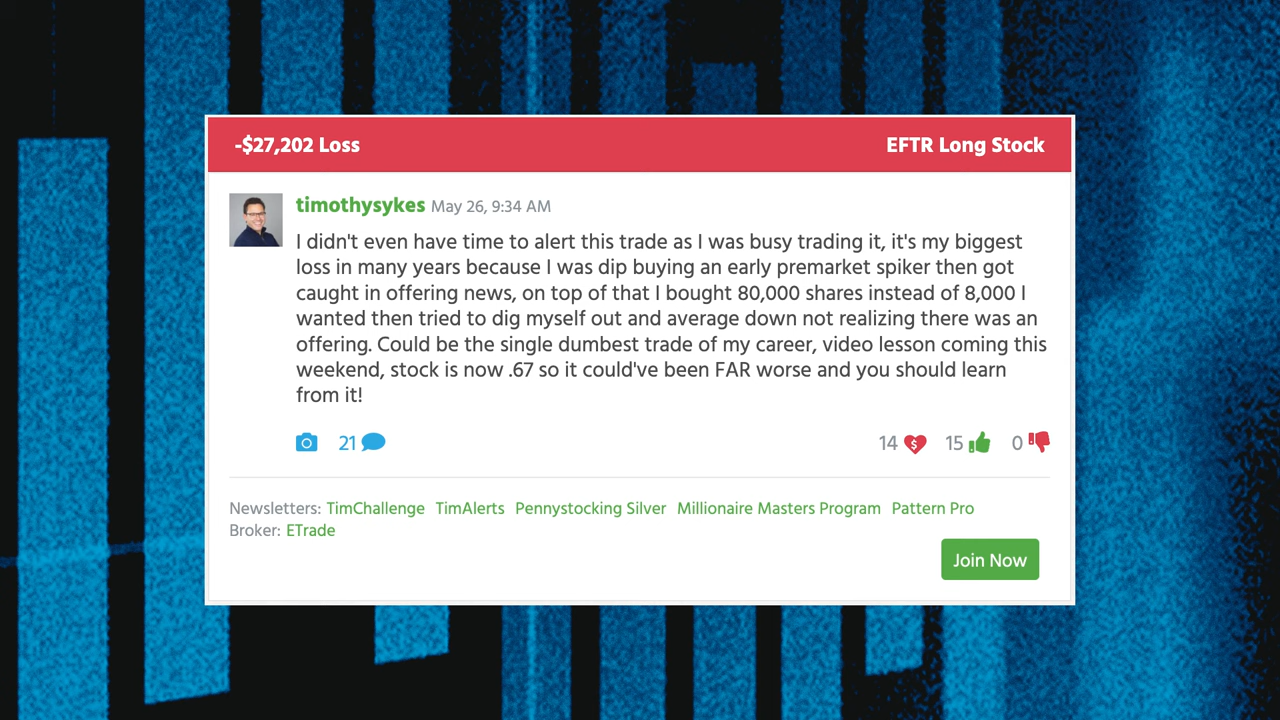 -$27,202 Loss
EFTR Long Stock
timothysykes May 26, 9:34 AM
I didn't even have time to alert this trade as I was busy trading it, it's my biggest
loss in many years because I was dip buying an early premarket spiker then got
caught in offering news, on top of that I bought 80,000 shares instead of 8,000 I
wanted then tried to dig myself out and average down not realizing there was an
offering. Could be the single dumbest trade of my career, video lesson coming this
weekend, stock is now .67 so it could've been FAR worse and you should learn
from it!
21
14 15 0
Newsletters: TimChallenge TimAlerts Pennystocking Silver Millionaire Masters Program Pattern Pro
Broker: ETrade
Join Now